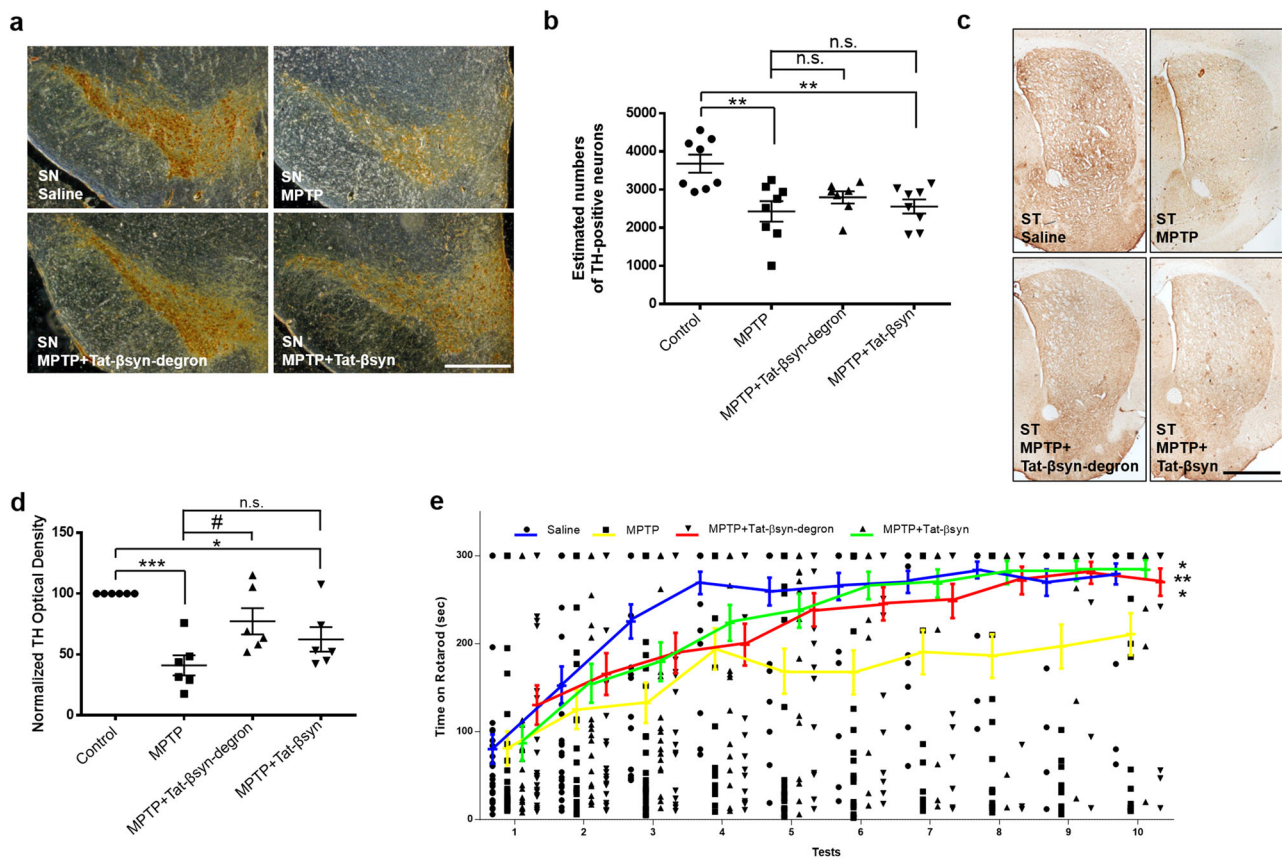 a
SN
Saline
SN
MPTP
SN
MPTP+Tat-βsyn-degron
SN
MPTP+Tat-βsyn
b
n.s.
n.s.
**
**
Estimated numbers
of TH-positive neurons
5000
4000
3000
2000
1000
0
Control
MPTP
MPTP+Tat-βsyn-degron
MPTP+Tat-βsyn
c
ST
Saline
ST
MPTP
ST
MPTP+
Tat-βsyn-degron
ST
MPTP+
Tat-βsyn
d
n.s.
#
*
***
Normalized TH Optical Density
150
100
50
0
Control
MPTP
MPTP+Tat-βsyn-degron
MPTP+Tat-βsyn
e
Saline
MPTP
MPTP+Tat-βsyn-degron
MPTP+Tat-βsyn
Time on Rotarod (sec)
300
200
100
0
*
**
*
1 2 3 4 5 6 7 8 9 10
Tests